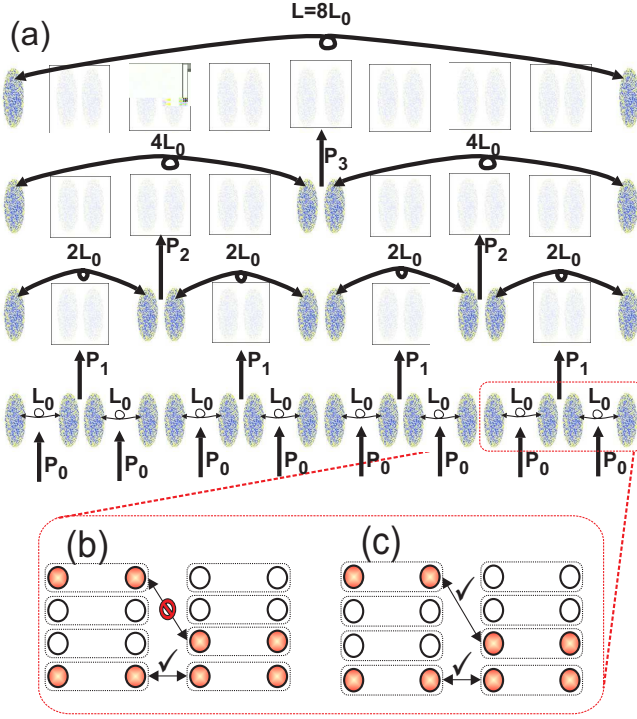 L=8L₀
(a)
4L₀ P₃ 4L₀
2L₀ P₂ 2L₀ 2L₀ P₂ 2L₀
P₁ P₁ P₁ P₁
L₀ L₀ L₀ L₀ L₀ L₀ L₀ L₀
P₀ P₀ P₀ P₀ P₀ P₀ P₀ P₀
(b) (c)